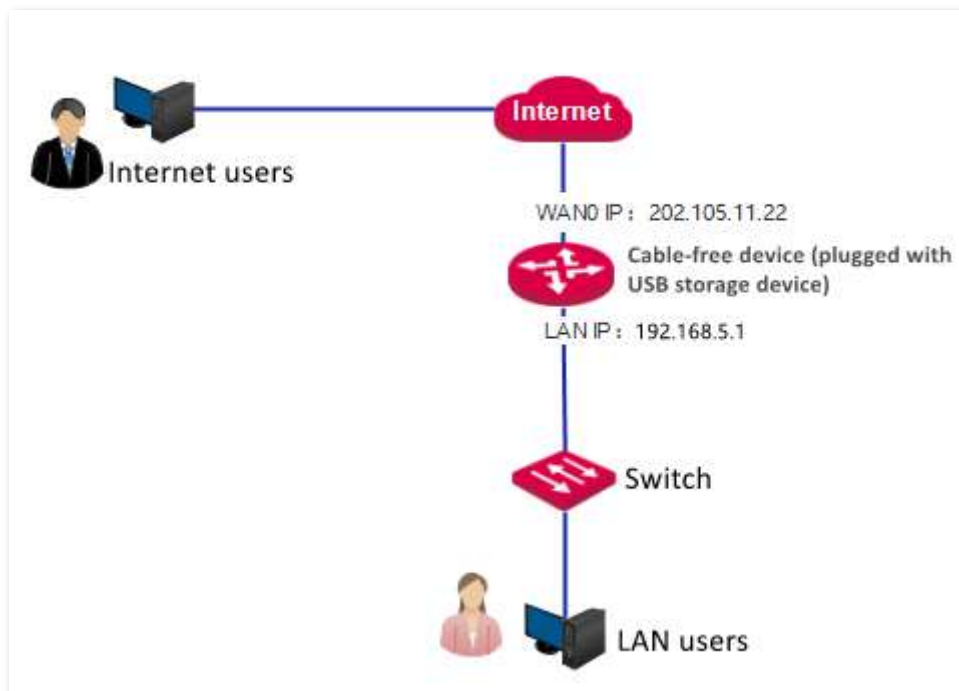 Internet
Internet users
WAN0 IP： 202.105.11.22
Cable-free device (plugged with
USB storage device)
LAN IP： 192.168.5.1
Switch
LAN users